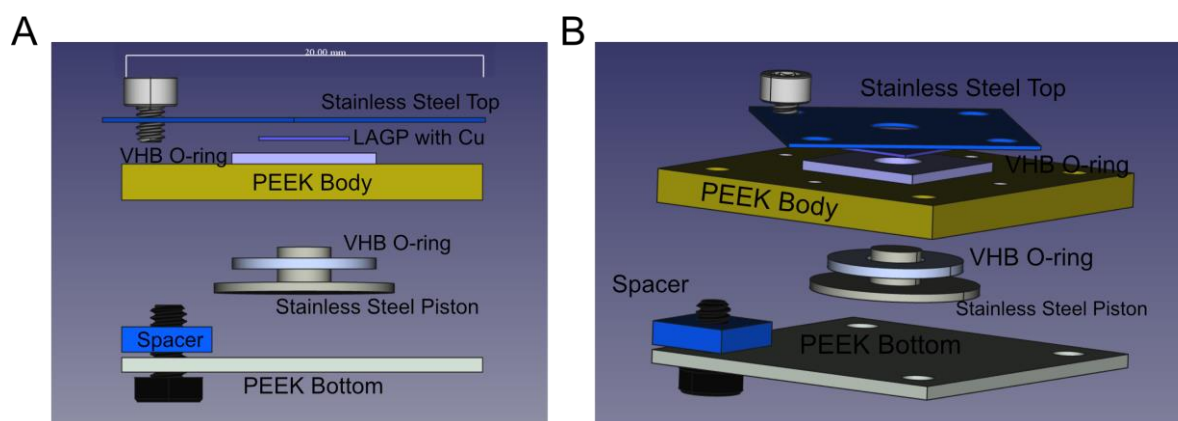 A
20.00 mm
Stainless Steel Top
LAGP with Cu
VHB O-ring
PEEK Body
VHB O-ring
Stainless Steel Piston
Spacer
PEEK Bottom
B
Stainless Steel Top
VHB O-ring
PEEK Body
VHB O-ring
Spacer
Stainless Steel Piston
PEEK Bottom